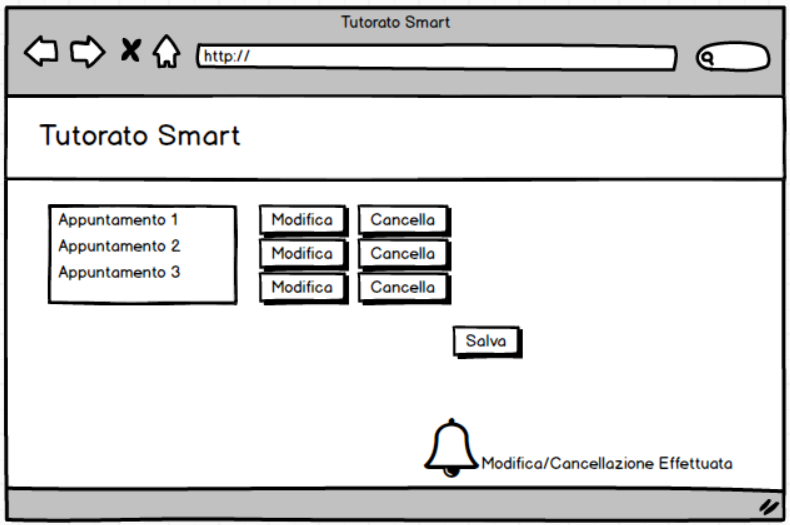 Tutorato Smart
http://
Tutorato Smart
Appuntamento 1 Modifica Cancella
Appuntamento 2 Modifica Cancella
Appuntamento 3 Modifica Cancella
Salva
Modifica/Cancellazione Effettuata